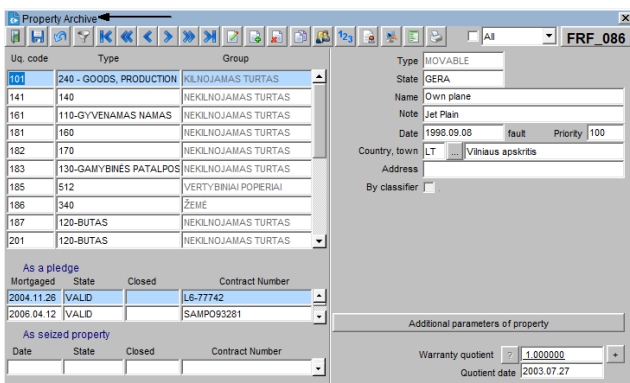 Property Archive
All FRF_086
Uq. code Type Group
101 240 - GOODS, PRODUCTION KILNOJAMAS TURTAS
141 140 NEKILNOJAMAS TURTAS
161 110-GYVENAMAS NAMAS NEKILNOJAMAS TURTAS
181 160 NEKILNOJAMAS TURTAS
182 170 NEKILNOJAMAS TURTAS
183 130-GAMYBINĖS PATALPOS NEKILNOJAMAS TURTAS
185 512 VERTYBINIAI POPIERIAI
186 340 ŽEMĖ
187 120-BUTAS NEKILNOJAMAS TURTAS
201 120-BUTAS NEKILNOJAMAS TURTAS
As a pledge
Mortgaged State Closed Contract Number
2004.11.26 VALID L6-77742
2006.04.12 VALID SAMPO93281
As seized property
Date State Closed Contract Number
Type MOVABLE
State GERA
Name Own plane
Note Jet Plain
Date 1998.09.08 fault Priority 100
Country, town LT ... Vilniaus apskritis
Address
By classifier .
Additional parameters of property
Warranty quotient ? 1.000000 +
Quotient date 2003.07.27